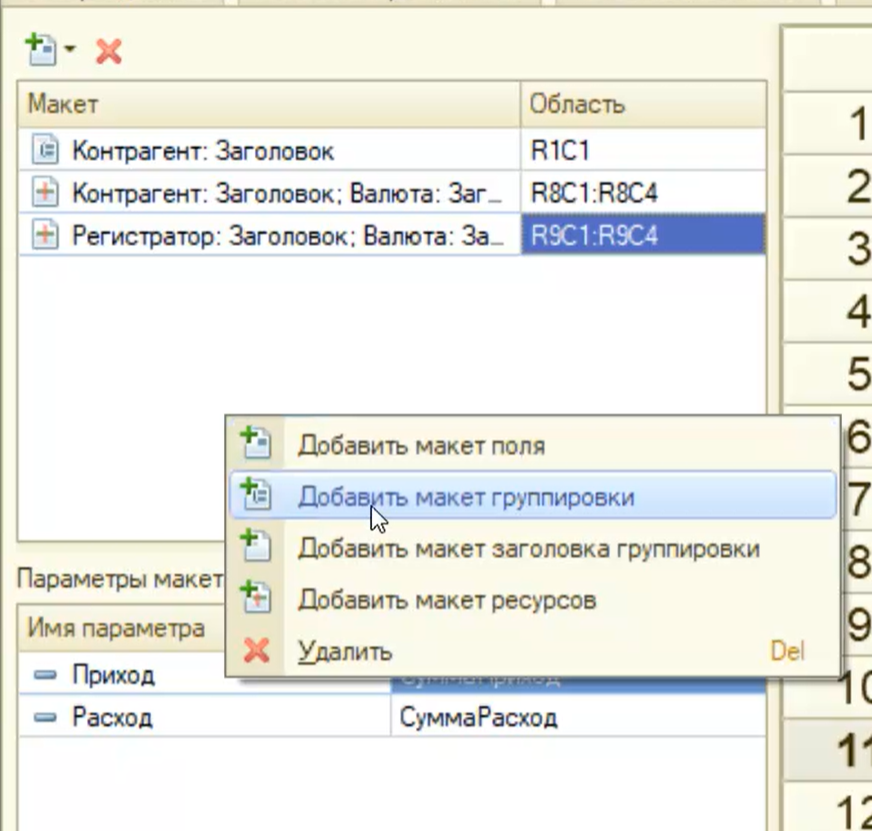 Макет Область
Контрагент: Заголовок R1C1
Контрагент: Заголовок; Валюта: Заг... R8C1:R8C4
Регистратор: Заголовок; Валюта: За... R9C1:R9C4
Добавить макет поля
Добавить макет группировки
Добавить макет заголовка группировки
Добавить макет ресурсов
Удалить Del
Параметры макет
Имя параметра
Приход СуммаПриход
Расход СуммаРасход
1
2
3
4
5
6
7
8
9
10
11
12